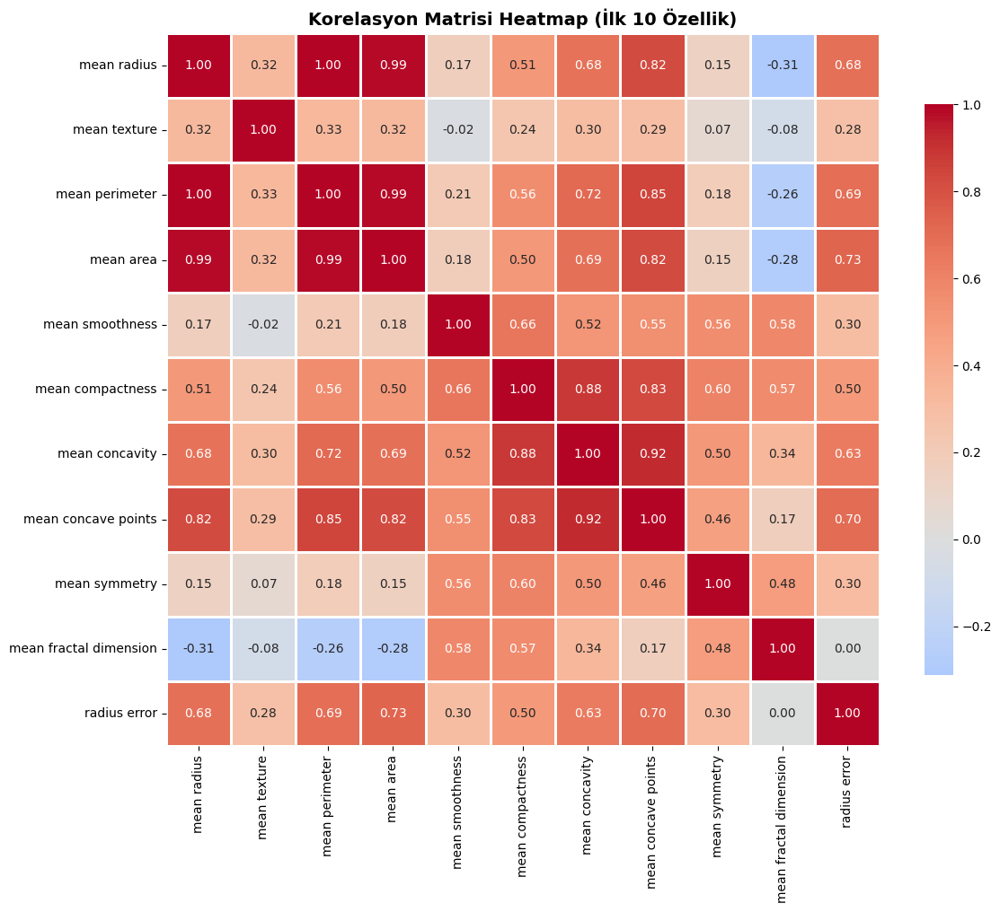 Korelasyon Matrisi Heatmap (İlk 10 Özellik)
mean radius 1.00 0.32 1.00 0.99 0.17 0.51 0.68 0.82 0.15 -0.31 0.68
mean texture 0.32 1.00 0.33 0.32 -0.02 0.24 0.30 0.29 0.07 -0.08 0.28
mean perimeter 1.00 0.33 1.00 0.99 0.21 0.56 0.72 0.85 0.18 -0.26 0.69
mean area 0.99 0.32 0.99 1.00 0.18 0.50 0.69 0.82 0.15 -0.28 0.73
mean smoothness 0.17 -0.02 0.21 0.18 1.00 0.66 0.52 0.55 0.56 0.58 0.30
mean compactness 0.51 0.24 0.56 0.50 0.66 1.00 0.88 0.83 0.60 0.57 0.50
mean concavity 0.68 0.30 0.72 0.69 0.52 0.88 1.00 0.92 0.50 0.34 0.63
mean concave points 0.82 0.29 0.85 0.82 0.55 0.83 0.92 1.00 0.46 0.17 0.70
mean symmetry 0.15 0.07 0.18 0.15 0.56 0.60 0.50 0.46 1.00 0.48 0.30
mean fractal dimension -0.31 -0.08 -0.26 -0.28 0.58 0.57 0.34 0.17 0.48 1.00 0.00
radius error 0.68 0.28 0.69 0.73 0.30 0.50 0.63 0.70 0.30 0.00 1.00
mean radius
mean texture
mean perimeter
mean area
mean smoothness
mean compactness
mean concavity
mean concave points
mean symmetry
mean fractal dimension
radius error
1.0
0.8
0.6
0.4
0.2
0.0
−0.2